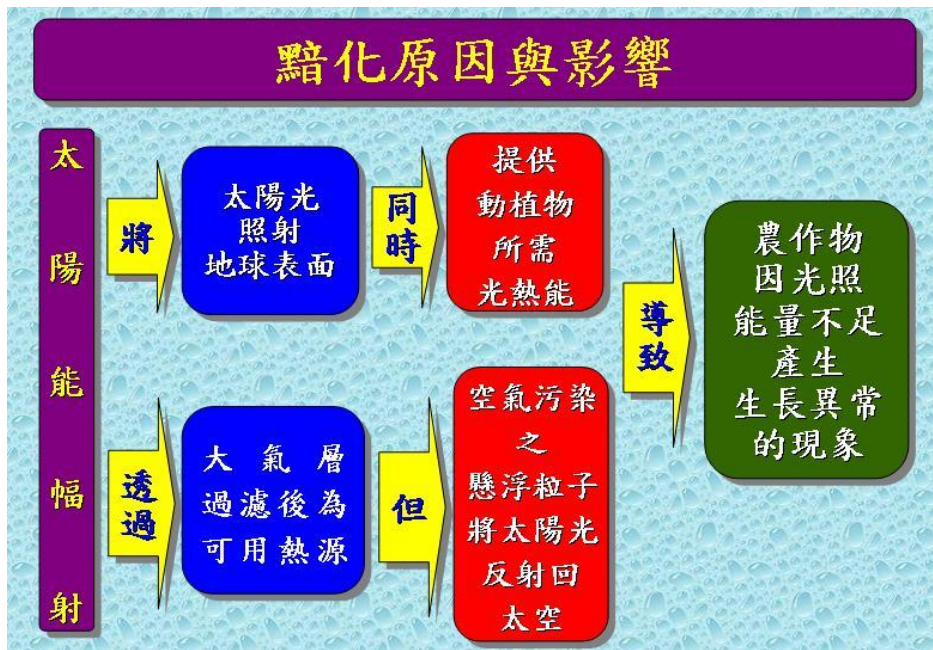 黯化原因與影響
太陽能幅射
將
太陽光
照射
地球表面
同時
提供
動植物
所需
光熱能
透過
大氣層
過濾後為
可用熱源
但
空氣污染
之
懸浮粒子
將太陽光
反射回
太空
導致
農作物
因光照
能量不足
產生
生長異常
的現象